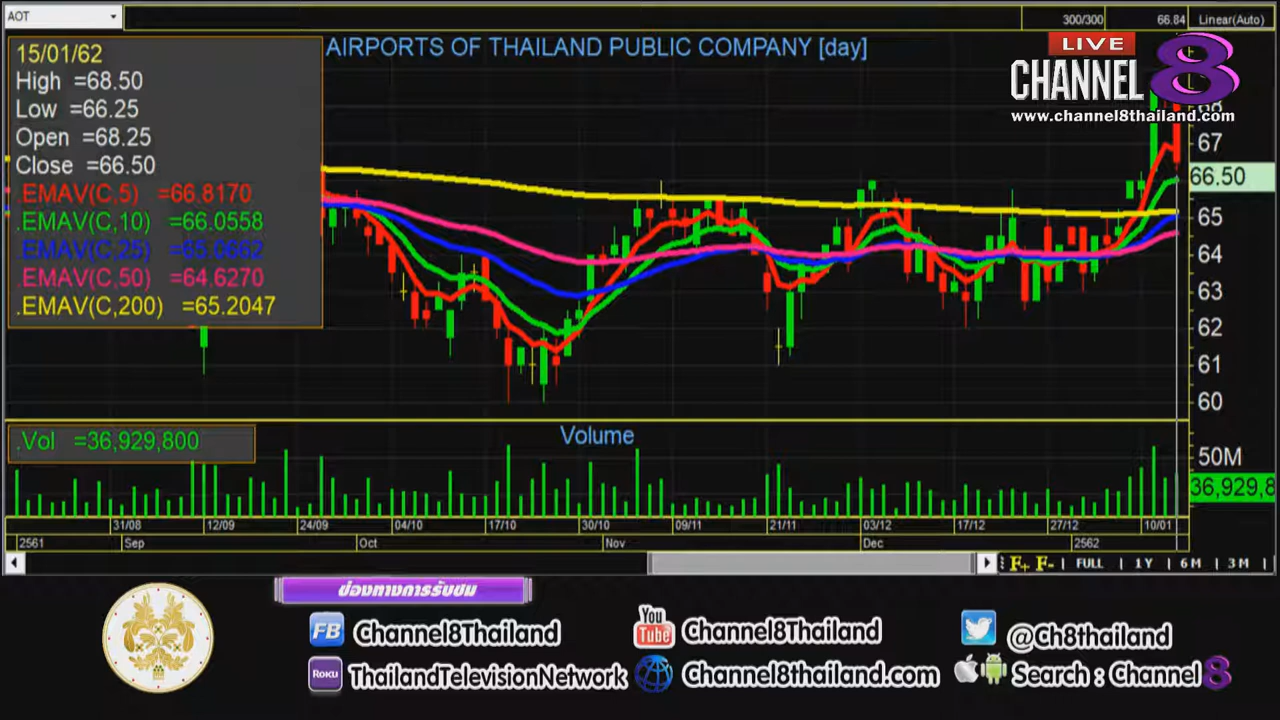 AOT
300/300
66.84
Linear(Auto)
AIRPORTS OF THAILAND PUBLIC COMPANY [day]
LIVE
CHANNEL 8
www.channel8thailand.com
15/01/62
High =68.50
Low =66.25
Open =68.25
Close =66.50
.EMAV(C,5) =66.8170
.EMAV(C,10) =66.0558
.EMAV(C,25) =65.0662
.EMAV(C,50) =64.6270
.EMAV(C,200) =65.2047
68
67
66.50
65
64
63
62
61
60
.Vol =36,929,800
Volume
50M
36,929,8
31/08 12/09 24/09 04/10 17/10 30/10 09/11 21/11 03/12 17/12 27/12 10/01
2561 Sep Oct Nov Dec 2562
F+ F- FULL 1Y 6M 3M
ช่องทางการรับชม
FB Channel8Thailand
You Tube Channel8Thailand
@Ch8thailand
ROKU ThailandTelevisionNetwork
Channel8thailand.com
Search : Channel 8